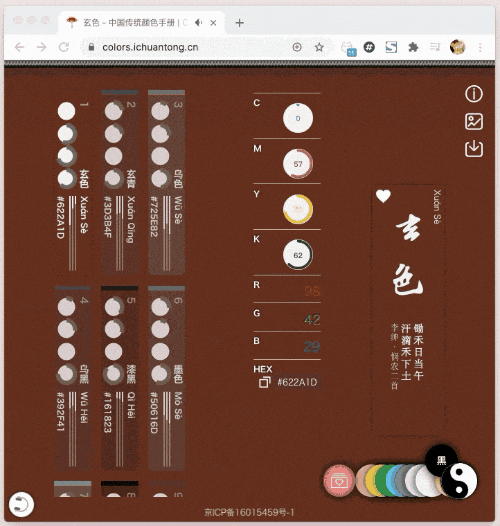 玄色 - 中国传统颜色手册 | C
colors.ichuantong.cn
1
玄色 Xuán Sè
#622A1D
2
玄青 Xuán Qīng
#3D3B4F
3
乌色 Wū Sè
#725E82
4
乌黑 Wū Hēi
#392F41
5
漆黑 Qī Hēi
#161823
6
墨色 Mò Sè
#50616D
7
8
9
C
0
M
57
Y
K
62
R
98
G
42
B
29
HEX
#622A1D
Xuán Sè
玄色
锄禾日当午
汗滴禾下土
李绅·悯农二首
黑
京ICP备16015459号-1